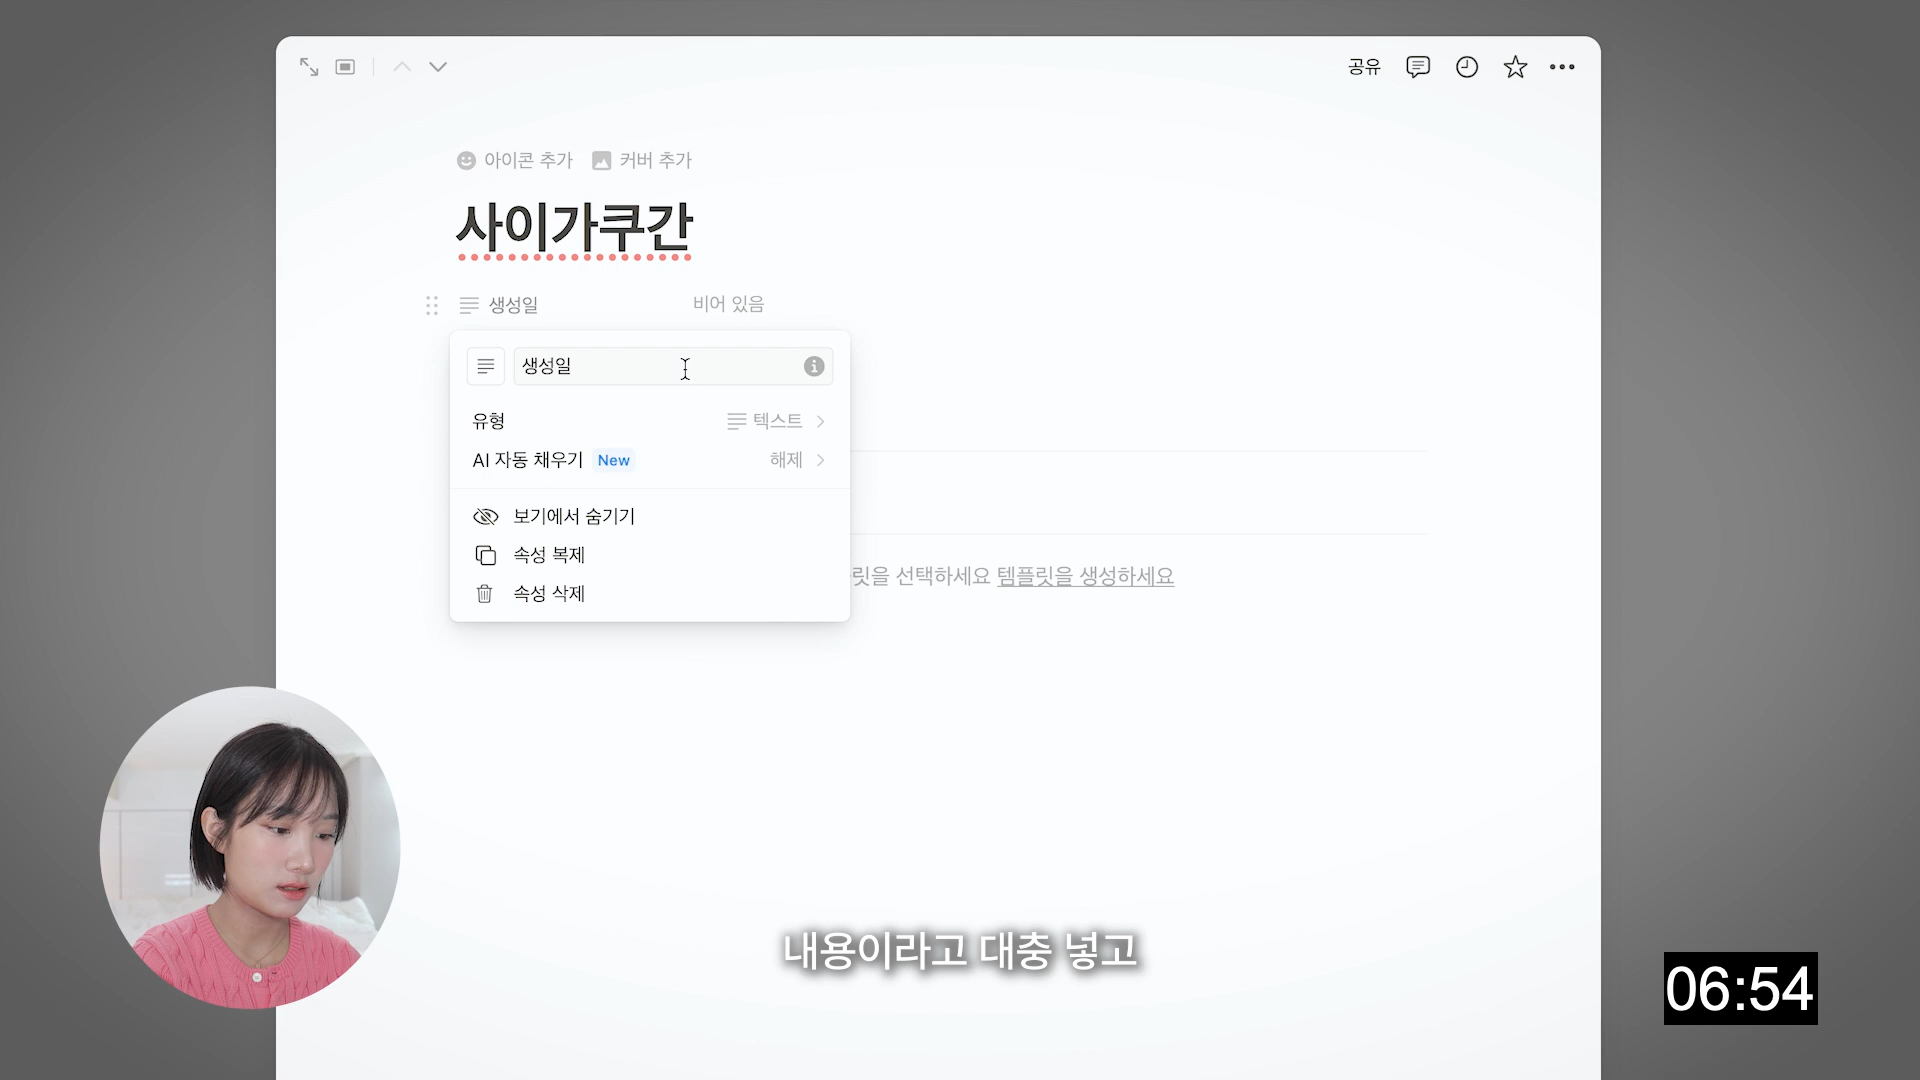 공유
아이콘 추가 커버 추가
사이가쿠간
생성일 비어 있음
생성일
유형 텍스트
AI 자동 채우기 New 해제
보기에서 숨기기
속성 복제
릿을 선택하세요 템플릿을 생성하세요
속성 삭제
내용이라고 대충 넣고
06:54